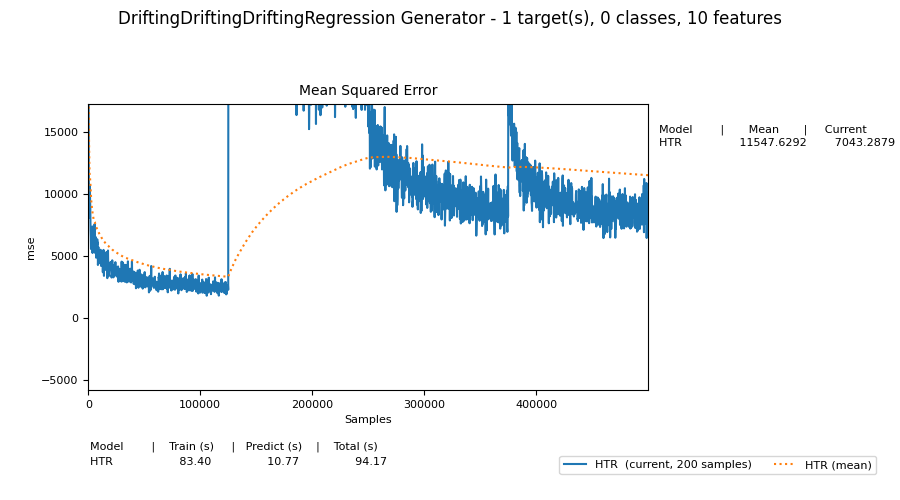 DriftingDriftingDriftingRegression Generator - 1 target(s), 0 classes, 10 features
Mean Squared Error
15000
10000
5000
0
−5000
mse
0 100000 200000 300000 400000
Samples
Model | Mean | Current
HTR 11547.6292 7043.2879
Model | Train (s) | Predict (s) | Total (s)
HTR 83.40 10.77 94.17
HTR (current, 200 samples) HTR (mean)